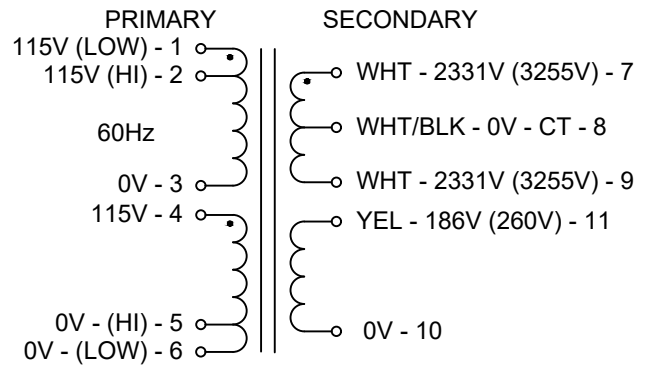 PRIMARY
SECONDARY
115V (LOW) - 1
115V (HI) - 2
60Hz
0V - 3
115V - 4
0V - (HI) - 5
0V - (LOW) - 6
WHT - 2331V (3255V) - 7
WHT/BLK - 0V - CT - 8
WHT - 2331V (3255V) - 9
YEL - 186V (260V) - 11
0V - 10